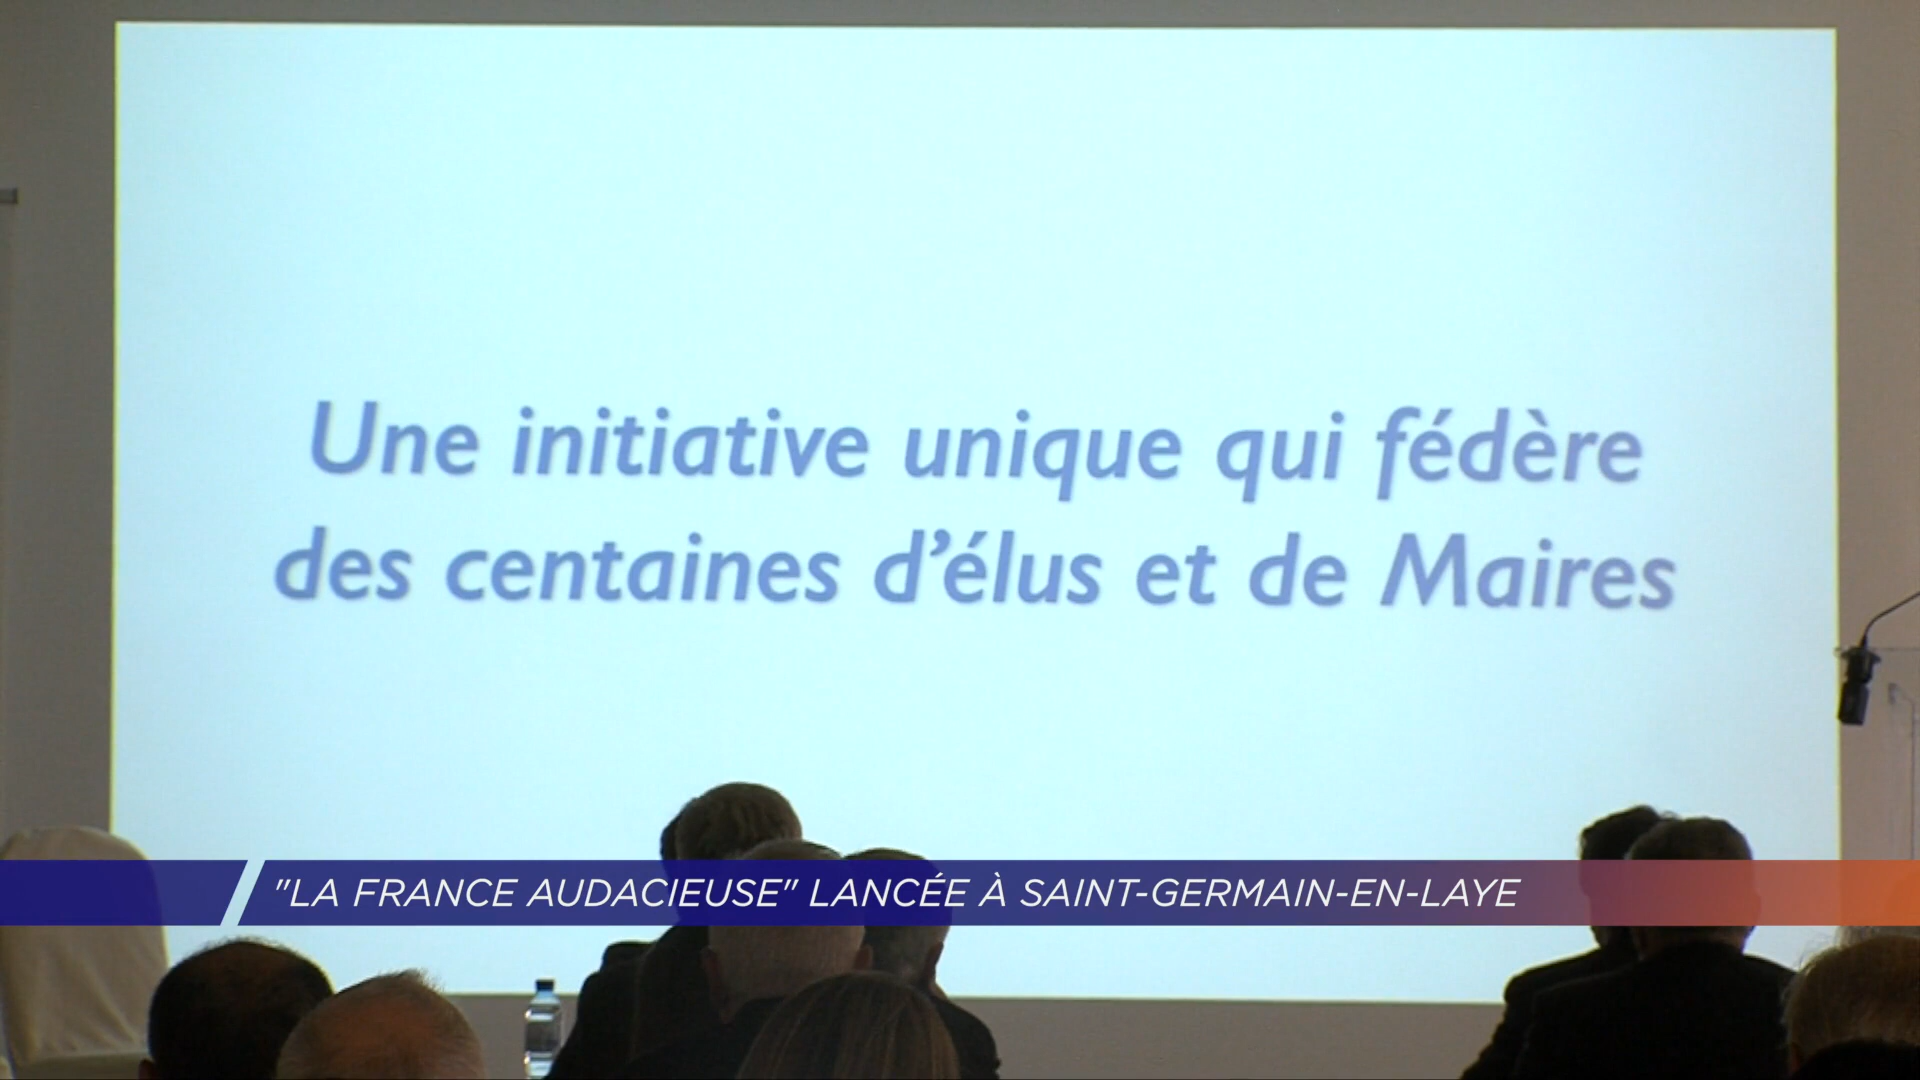 Une initiative unique qui fédère
des centaines d’élus et de Maires
"LA FRANCE AUDACIEUSE" LANCÉE À SAINT-GERMAIN-EN-LAYE